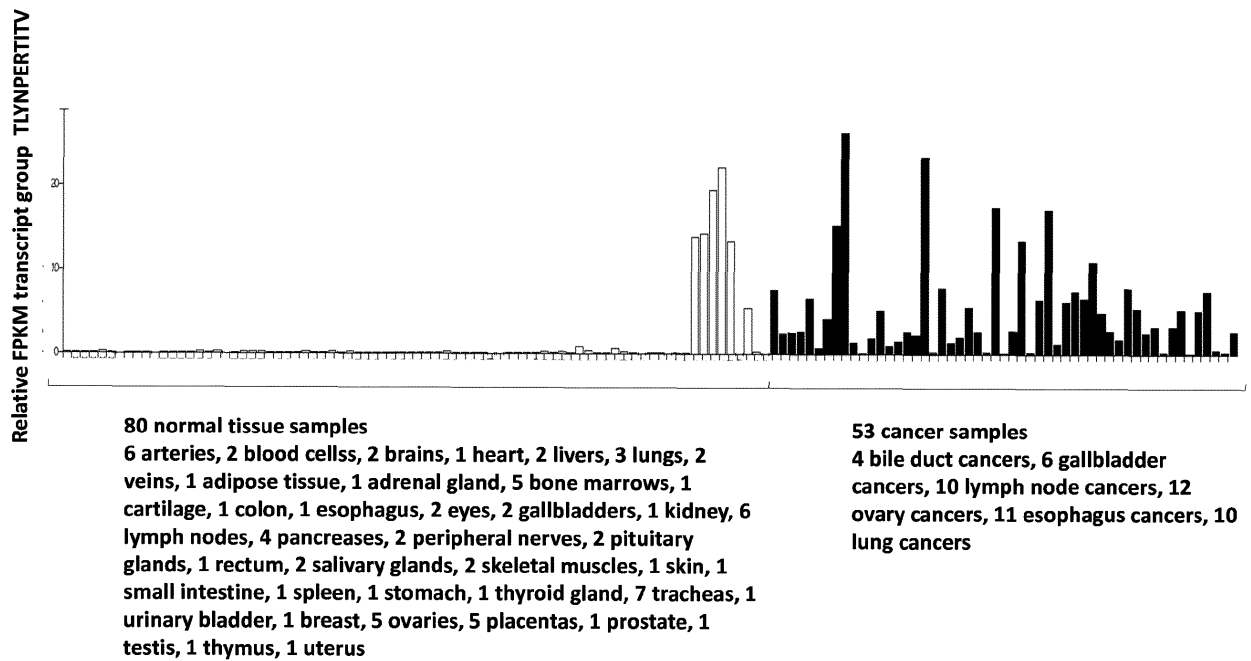 Relative FPKM transcript group TLYNPERTITV
20
10
0
80 normal tissue samples
6 arteries, 2 blood cellss, 2 brains, 1 heart, 2 livers, 3 lungs, 2
veins, 1 adipose tissue, 1 adrenal gland, 5 bone marrows, 1
cartilage, 1 colon, 1 esophagus, 2 eyes, 2 gallbladders, 1 kidney, 6
lymph nodes, 4 pancreases, 2 peripheral nerves, 2 pituitary
glands, 1 rectum, 2 salivary glands, 2 skeletal muscles, 1 skin, 1
small intestine, 1 spleen, 1 stomach, 1 thyroid gland, 7 tracheas, 1
urinary bladder, 1 breast, 5 ovaries, 5 placentas, 1 prostate, 1
testis, 1 thymus, 1 uterus
53 cancer samples
4 bile duct cancers, 6 gallbladder
cancers, 10 lymph node cancers, 12
ovary cancers, 11 esophagus cancers, 10
lung cancers